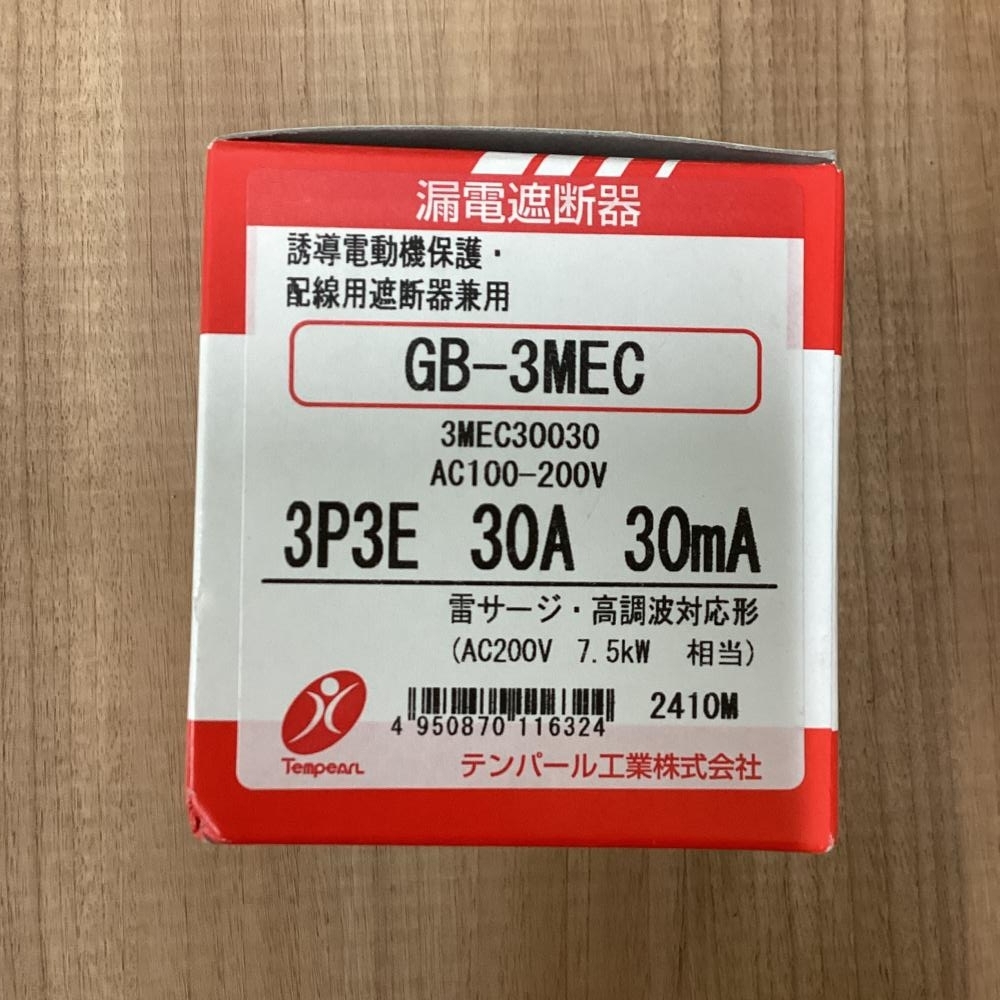 漏電遮断器
誘導電動機保護・
配線用遮断器兼用
GB-3MEC
3MEC30030
AC100-200V
3P3E 30A 30mA
雷サージ・高調波対応形
(AC200V 7.5kW 相当)
4 950870 116324
2410M
Tempearl
テンパール工業株式会社